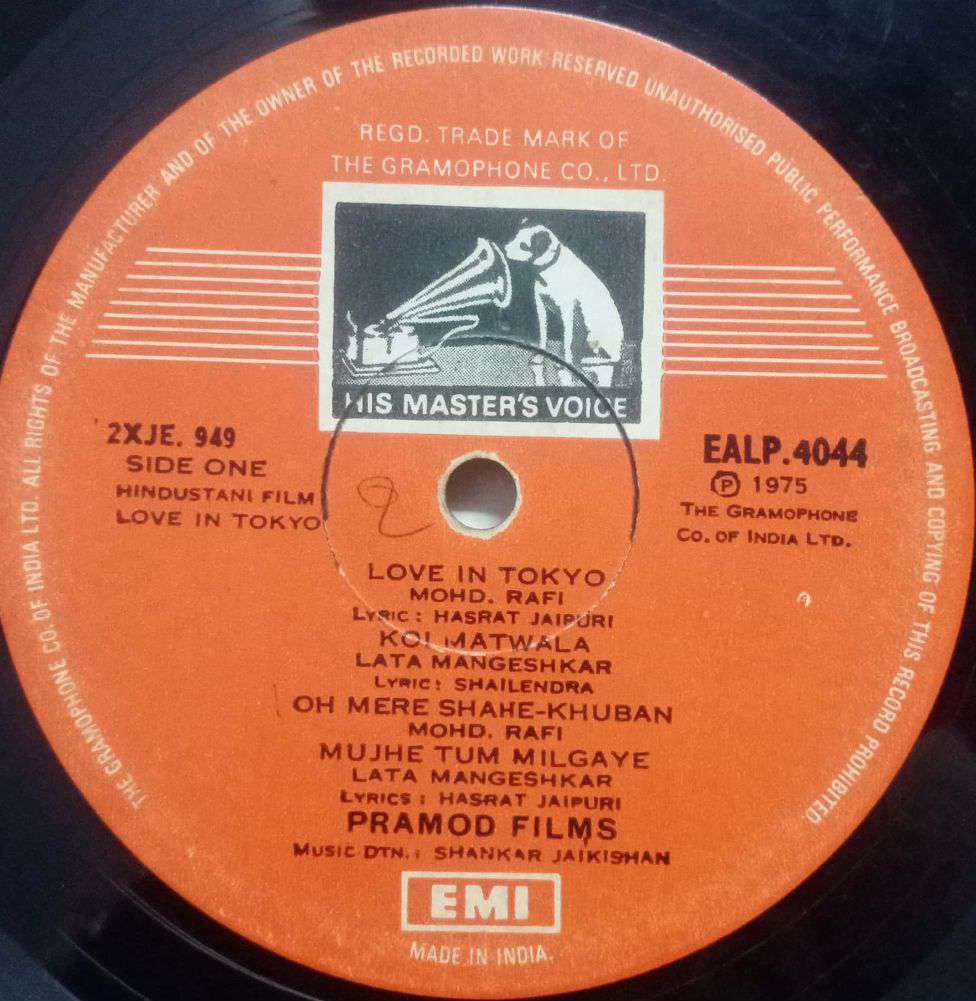 THE GRAMOPHONE CO. OF INDIA LTD. ALL RIGHTS OF THE MANUFACTURER AND OF THE OWNER OF THE RECORDED WORK RESERVED UNAUTHORISED PUBLIC PERFORMANCE BROADCASTING AND COPYING OF THIS RECORD PROHIBITED
REGD. TRADE MARK OF
THE GRAMOPHONE CO., LTD.
HIS MASTER'S VOICE
2XJE. 949
SIDE ONE
HINDUSTANI FILM
LOVE IN TOKYO
EALP.4044
Ⓟ 1975
THE GRAMOPHONE
CO. OF INDIA LTD.
2
LOVE IN TOKYO
MOHD. RAFI
LYRIC : HASRAT JAIPURI
KOI MATWALA
LATA MANGESHKAR
LYRIC: SHAILENDRA
OH MERE SHAHE-KHUBAN
MOHD. RAFI
MUJHE TUM MILGAYE
LATA MANGESHKAR
LYRICS : HASRAT JAIPURI
PRAMOD FILMS
MUSIC DTN.: SHANKAR JAIKISHAN
EMI
MADE IN INDIA.